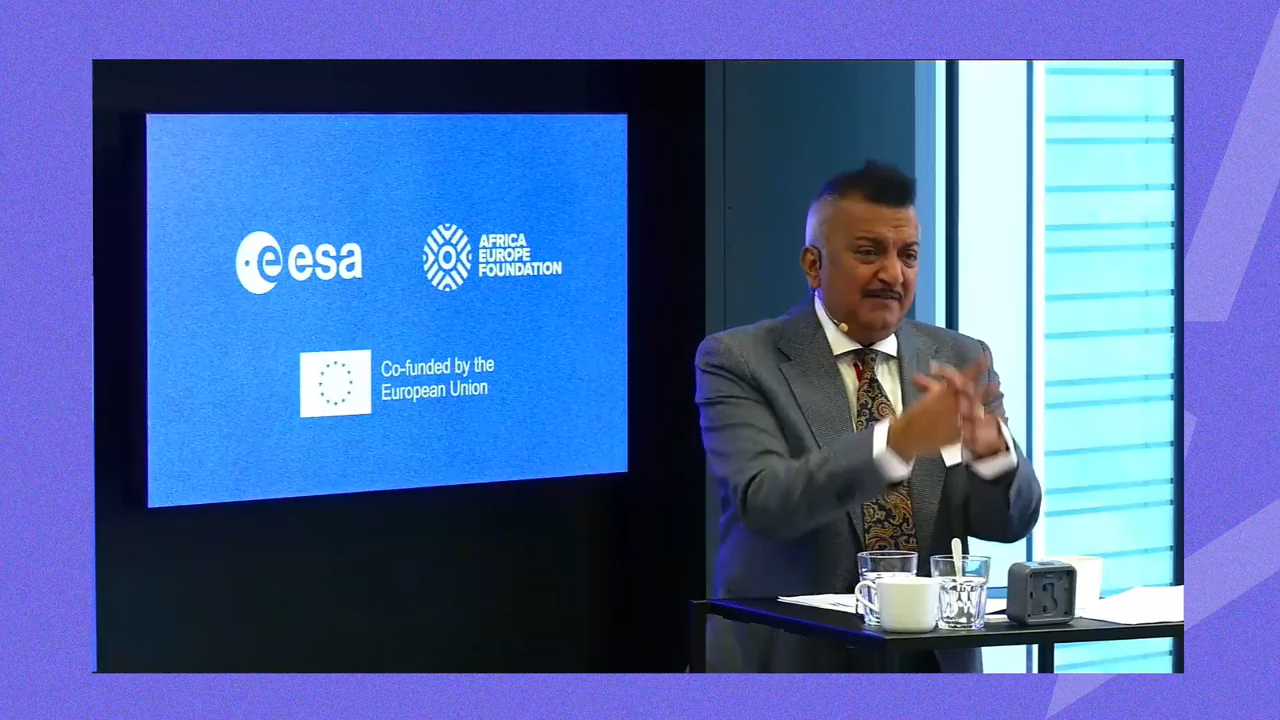 esa
AFRICA
EUROPE
FOUNDATION
Co-funded by the
European Union